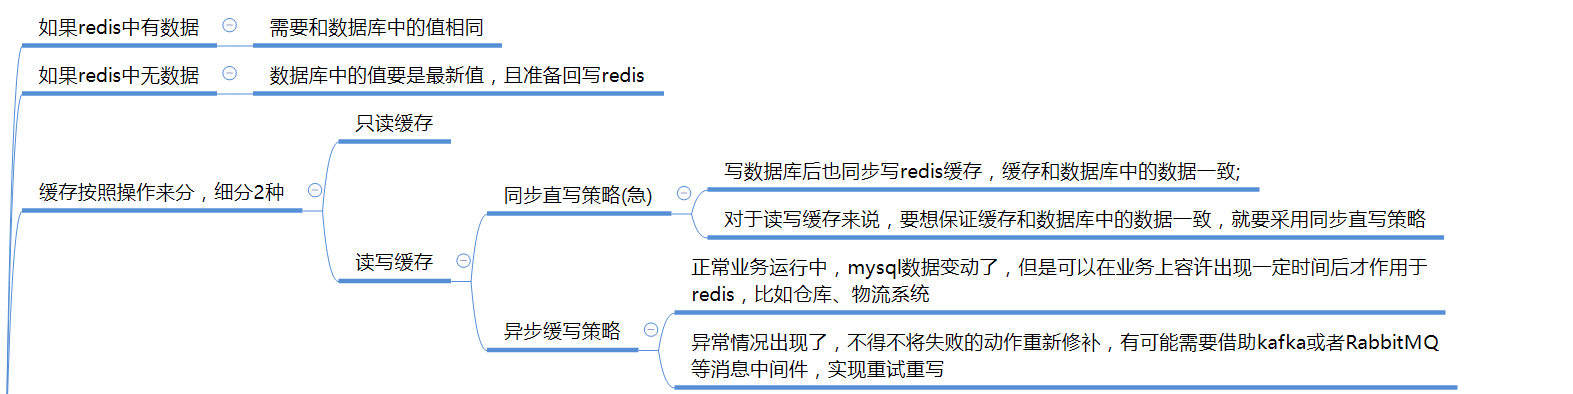 如果redis中有数据
需要和数据库中的值相同
如果redis中无数据
数据库中的值要是最新值，且准备回写redis
缓存按照操作来分，细分2种
只读缓存
读写缓存
同步直写策略(急)
写数据库后也同步写redis缓存，缓存和数据库中的数据一致;
对于读写缓存来说，要想保证缓存和数据库中的数据一致，就要采用同步直写策略
异步缓写策略
正常业务运行中，mysql数据变动了，但是可以在业务上容许出现一定时间后才作用于
redis，比如仓库、物流系统
异常情况出现了，不得不将失败的动作重新修补，有可能需要借助kafka或者RabbitMQ
等消息中间件，实现重试重写